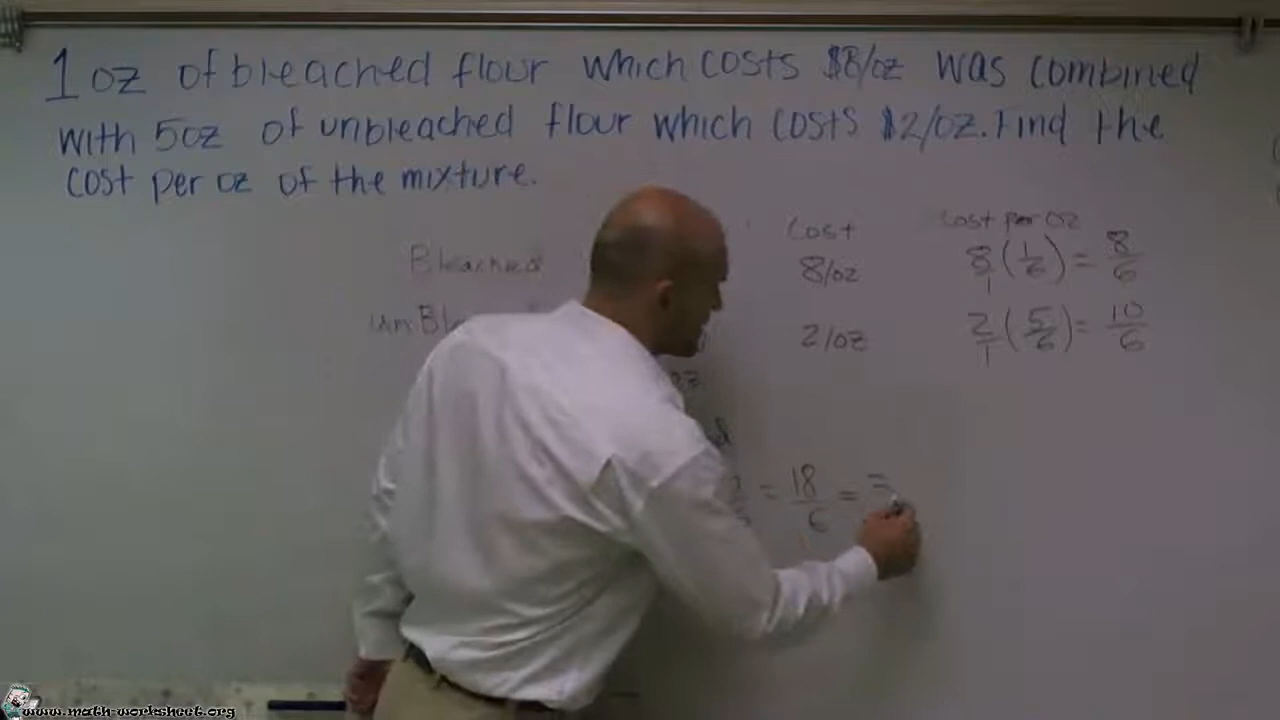 1 oz of bleached flour which costs $8/oz was combined
with 5oz of unbleached flour which costs $2/oz. Find the
cost per oz of the mixture.
Cost cost per oz
Bleached 8/oz 8/1 (1/6) = 8/6
unBl 2/oz 2/1 (5/6) = 10/6
oz
= 18/6 =
www.math-worksheet.org